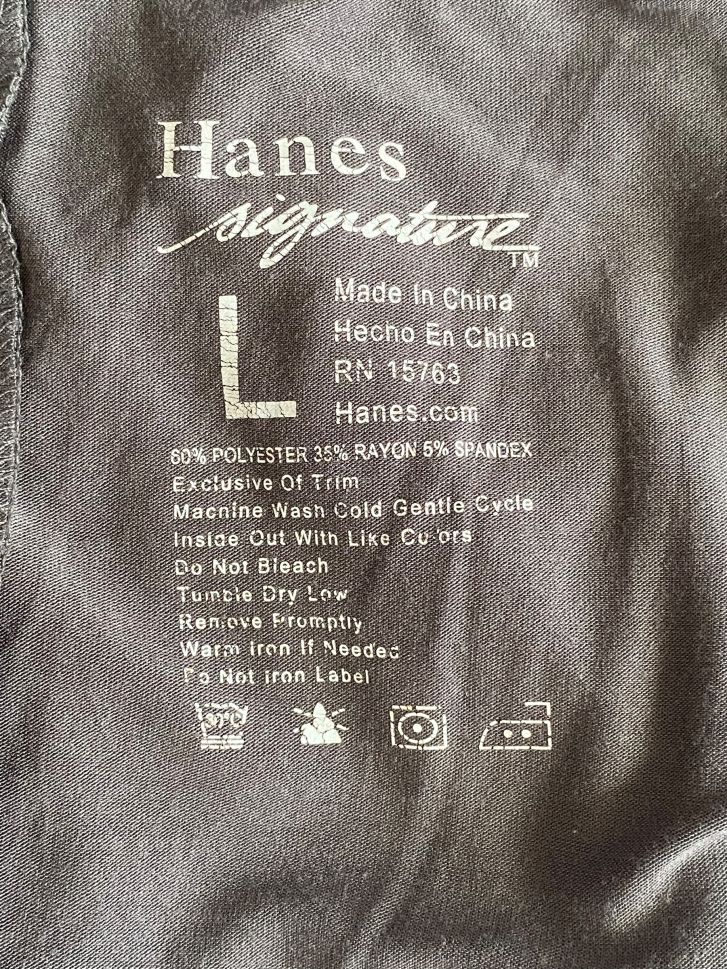 Hanes
signature
TM
L
Made In China
Hecho En China
RN 15763
Hanes.com
60% POLYESTER 35% RAYON 5% SPANDEX
Exclusive Of Trim
Machine Wash Cold Gentle Cycle
Inside Out With Like Colors
Do Not Bleach
Tumble Dry Low
Remove Promptly
Warm Iron If Needed
Do Not Iron Label